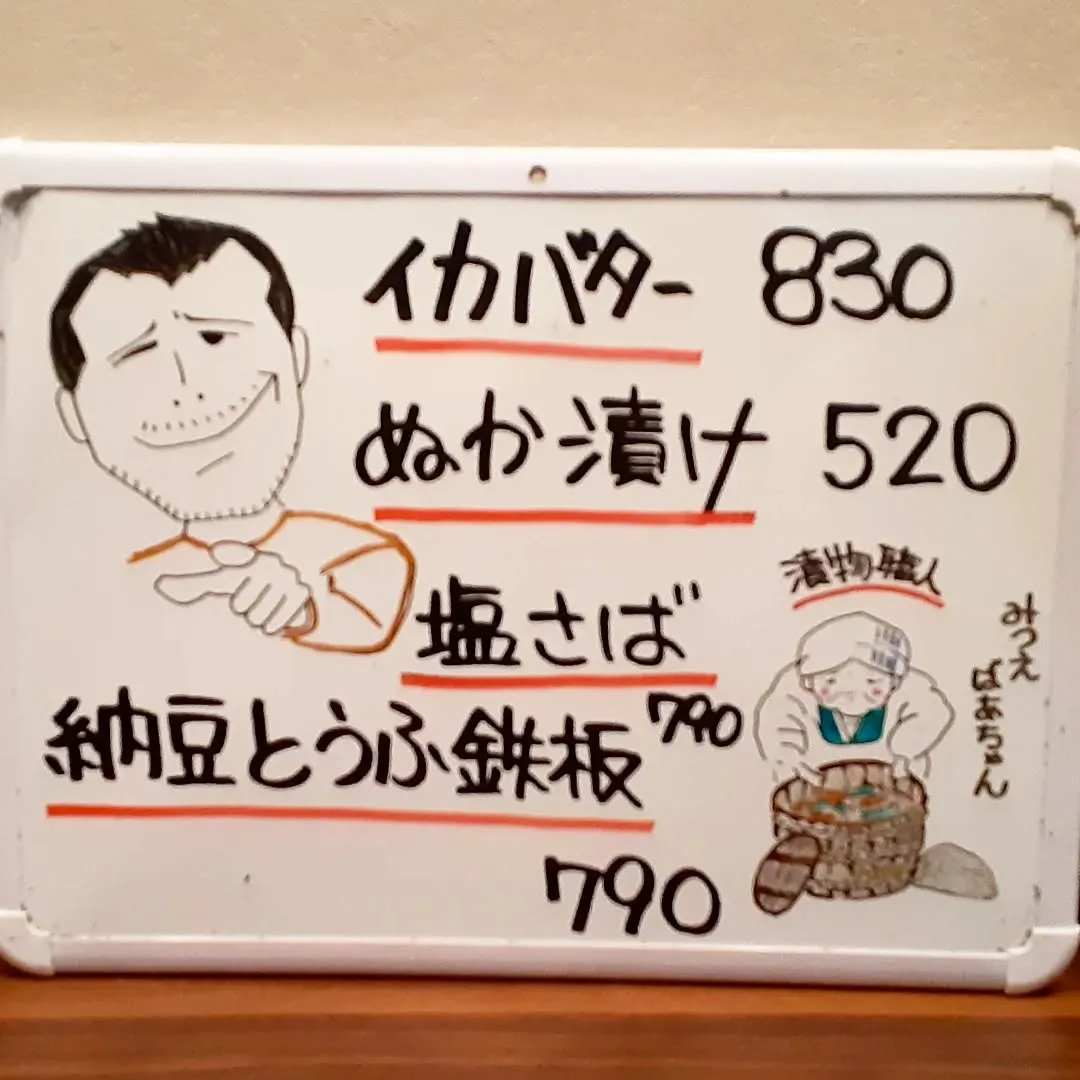 イカバター 830
ぬか漬け 520
漬物職人
みつえ
ばあちゃん
塩さば
790
納豆とうふ鉄板
790